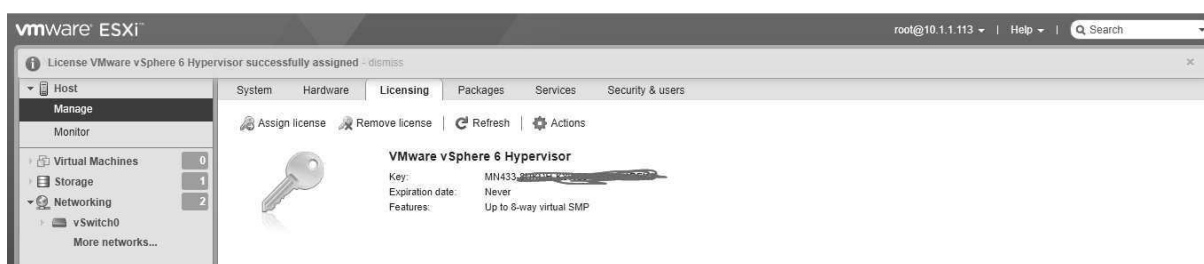 vmware ESXi™
root@10.1.1.113 | Help | Search
License VMware vSphere 6 Hypervisor successfully assigned - dismiss
Host
Manage
Monitor
Virtual Machines 0
Storage 1
Networking 2
vSwitch0
More networks...
System Hardware Licensing Packages Services Security & users
Assign license Remove license | Refresh | Actions
VMware vSphere 6 Hypervisor
Key: MN433
Expiration date: Never
Features: Up to 8-way virtual SMP